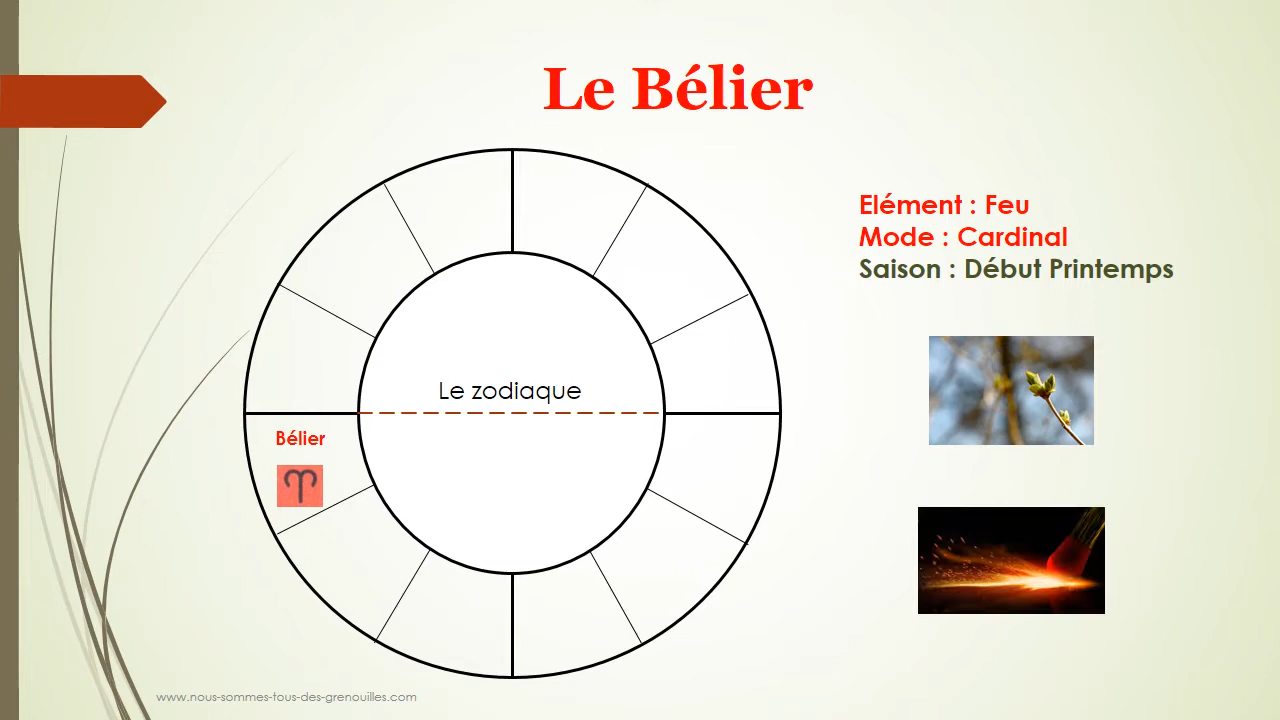 Le Bélier
Elément : Feu
Mode : Cardinal
Saison : Début Printemps
Le zodiaque
Bélier
♈
www.nous-sommes-tous-des-grenouilles.com